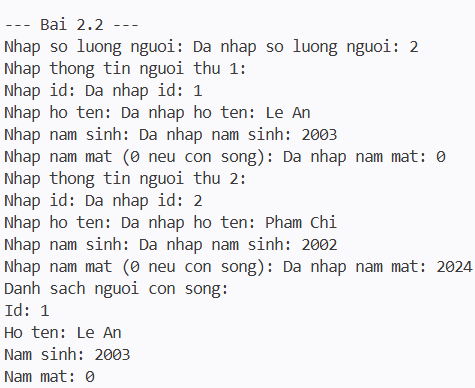 --- Bai 2.2 ---
Nhap so luong nguoi: Da nhap so luong nguoi: 2
Nhap thong tin nguoi thu 1:
Nhap id: Da nhap id: 1
Nhap ho ten: Da nhap ho ten: Le An
Nhap nam sinh: Da nhap nam sinh: 2003
Nhap nam mat (0 neu con song): Da nhap nam mat: 0
Nhap thong tin nguoi thu 2:
Nhap id: Da nhap id: 2
Nhap ho ten: Da nhap ho ten: Pham Chi
Nhap nam sinh: Da nhap nam sinh: 2002
Nhap nam mat (0 neu con song): Da nhap nam mat: 2024
Danh sach nguoi con song:
Id: 1
Ho ten: Le An
Nam sinh: 2003
Nam mat: 0